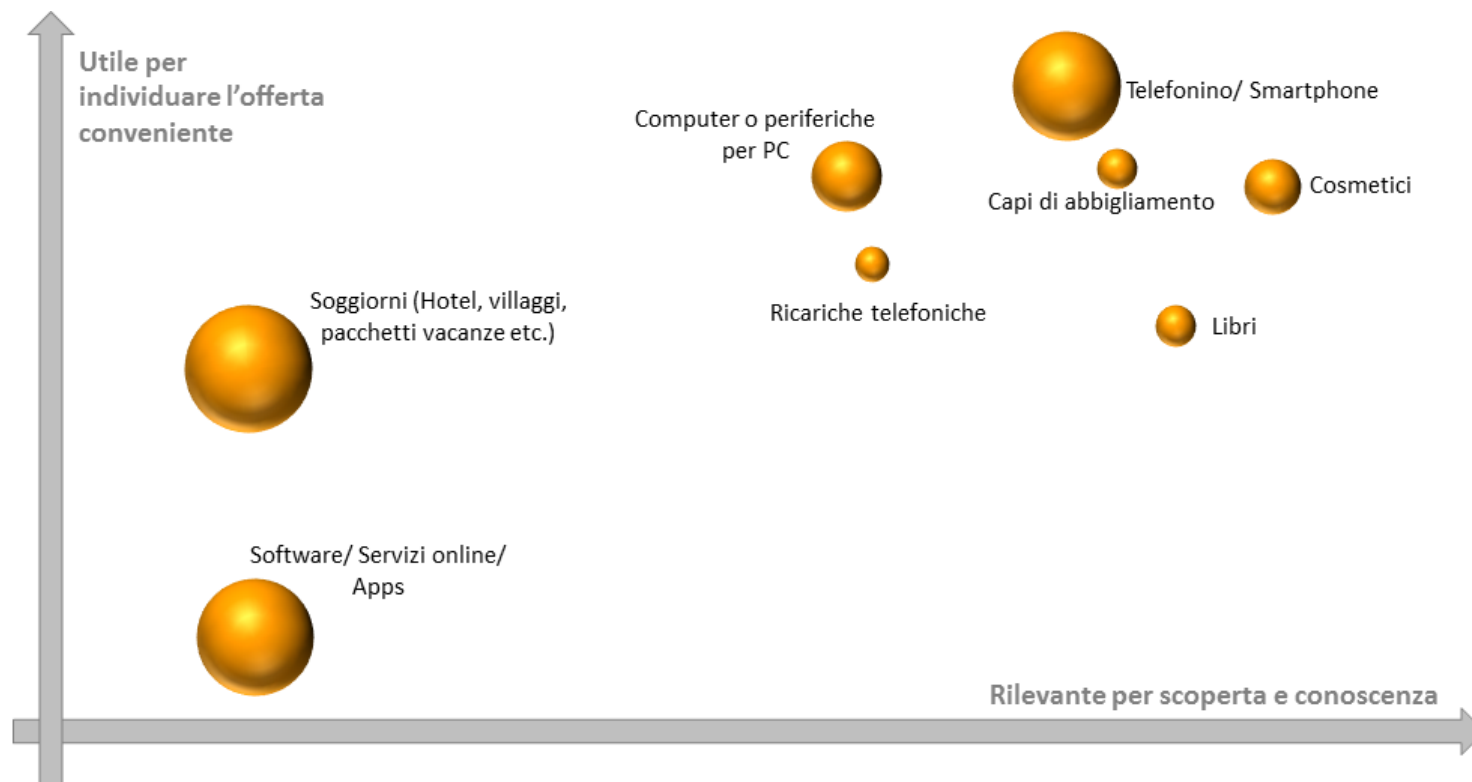 Utile per
individuare l'offerta
conveniente
Telefonino/ Smartphone
Computer o periferiche
per PC
Capi di abbigliamento
Cosmetici
Ricariche telefoniche
Soggiorni (Hotel, villaggi,
pacchetti vacanze etc.)
Libri
Software/ Servizi online/
Apps
Rilevante per scoperta e conoscenza